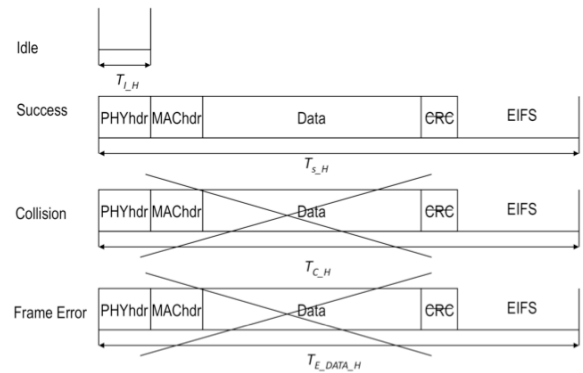 Idle
T_I_H
Success PHYhdr MAChdr Data CRC EIFS
T_s_H
Collision PHYhdr MAChdr Data CRC EIFS
T_C_H
Frame Error PHYhdr MAChdr Data CRC EIFS
T_E_DATA_H